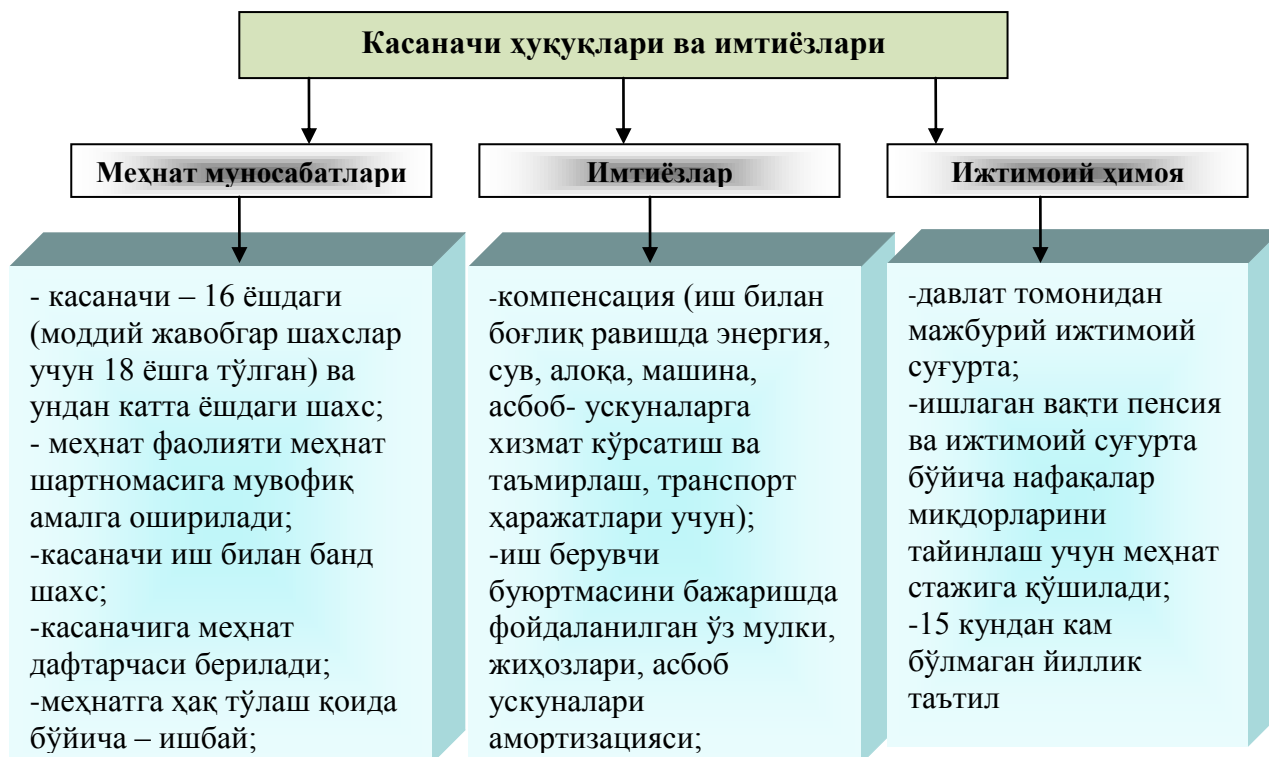 Касаначи ҳуқуқлари ва имтиёзлари
Меҳнат муносабатлари
Имтиёзлар
Ижтимоий ҳимоя
- касаначи – 16 ёшдаги
(моддий жавобгар шахслар
учун 18 ёшга тўлган) ва
ундан катта ёшдаги шахс;
- меҳнат фаолияти меҳнат
шартномасига мувофиқ
амалга оширилади;
-касаначи иш билан банд
шахс;
-касаначига меҳнат
дафтарчаси берилади;
-меҳнатга ҳақ тўлаш қоида
бўйича – ишбай;
-компенсация (иш билан
боғлиқ равишда энергия,
сув, алоқа, машина,
асбоб- ускуналарга
хизмат кўрсатиш ва
таъмирлаш, транспорт
ҳаражатлари учун);
-иш берувчи
буюртмасини бажаришда
фойдаланилган ўз мулки,
жиҳозлари, асбоб
ускуналари
амортизацияси;
-давлат томонидан
мажбурий ижтимоий
суғурта;
-ишлаган вақти пенсия
ва ижтимоий суғурта
бўйича нафақалар
миқдорларини
тайинлаш учун меҳнат
стажига қўшилади;
-15 кундан кам
бўлмаган йиллик
таътил